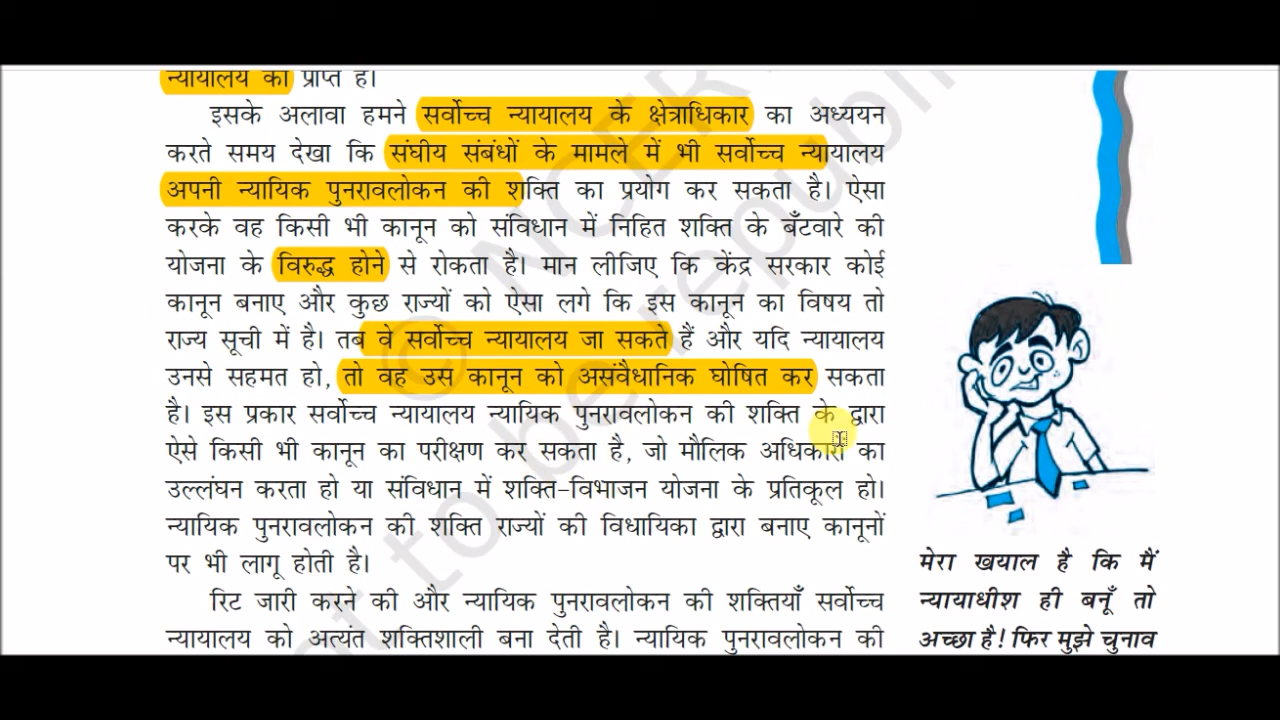 न्यायालय को प्राप्त है।
इसके अलावा हमने सर्वोच्च न्यायालय के क्षेत्राधिकार का अध्ययन
करते समय देखा कि संघीय संबंधों के मामले में भी सर्वोच्च न्यायालय
अपनी न्यायिक पुनरावलोकन की शक्ति का प्रयोग कर सकता है। ऐसा
करके वह किसी भी कानून को संविधान में निहित शक्ति के बँटवारे की
योजना के विरुद्ध होने से रोकता है। मान लीजिए कि केंद्र सरकार कोई
कानून बनाए और कुछ राज्यों को ऐसा लगे कि इस कानून का विषय तो
राज्य सूची में है। तब वे सर्वोच्च न्यायालय जा सकते हैं और यदि न्यायालय
उनसे सहमत हो, तो वह उस कानून को असंवैधानिक घोषित कर सकता
है। इस प्रकार सर्वोच्च न्यायालय न्यायिक पुनरावलोकन की शक्ति के द्वारा
ऐसे किसी भी कानून का परीक्षण कर सकता है, जो मौलिक अधिकारों का
उल्लंघन करता हो या संविधान में शक्ति-विभाजन योजना के प्रतिकूल हो।
न्यायिक पुनरावलोकन की शक्ति राज्यों की विधायिका द्वारा बनाए कानूनों
पर भी लागू होती है।
रिट जारी करने की और न्यायिक पुनरावलोकन की शक्तियाँ सर्वोच्च
न्यायालय को अत्यंत शक्तिशाली बना देती है। न्यायिक पुनरावलोकन की
मेरा खयाल है कि मैं
न्यायाधीश ही बनूँ तो
अच्छा है! फिर मुझे चुनाव
© NCER
to be republi